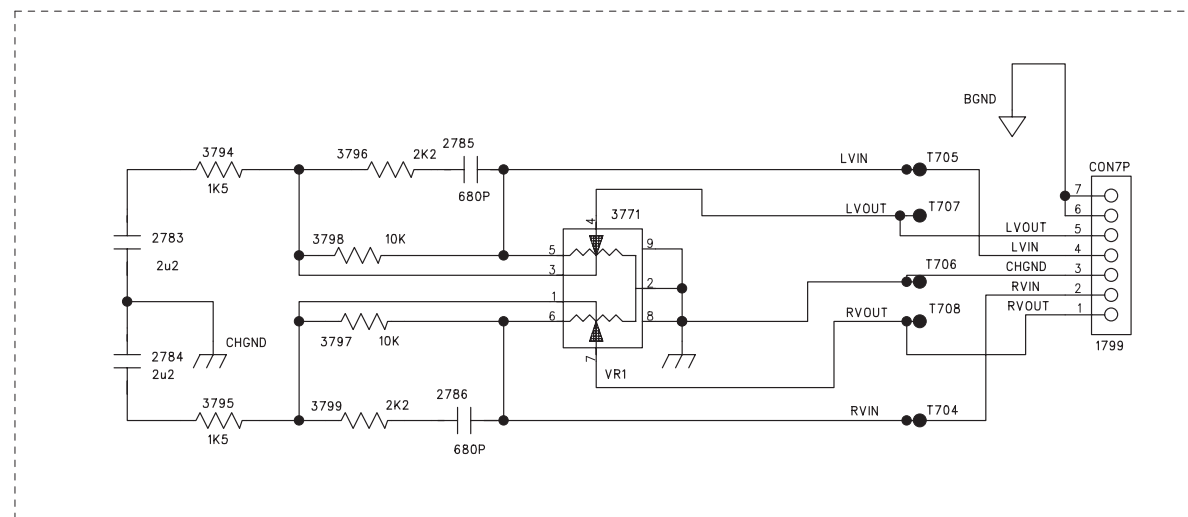 BGND
CON7P
3794
1K5
3796
2K2
2785
680P
LVIN
T705
7
6
5
4
3
2
1
LVOUT
T707
LVOUT
LVIN
CHGND
RVIN
RVOUT
1799
2783
2u2
3798
10K
4
3771
5
3
1
6
9
2
8
7
VR1
T706
RVOUT
T708
CHGND
2784
2u2
3797
10K
3795
1K5
3799
2K2
2786
680P
RVIN
T704